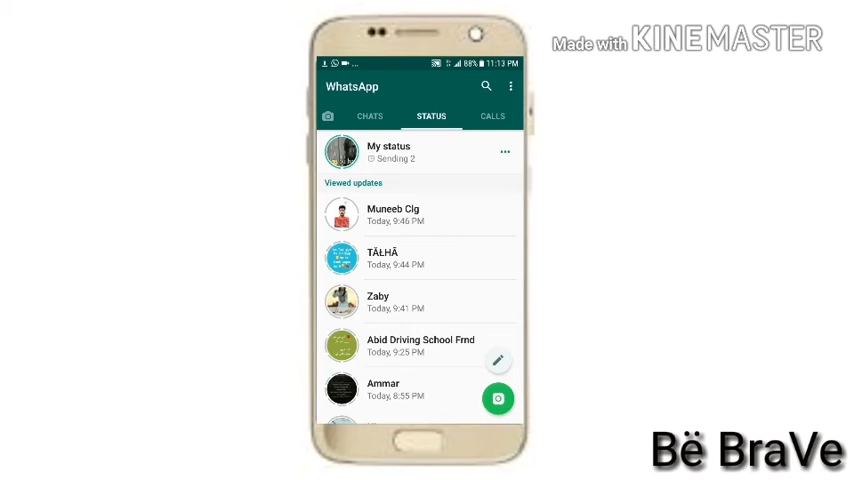 Made with KINEMASTER
... 88% 11:13 PM
WhatsApp
CHATS STATUS CALLS
My status
Sending 2
Viewed updates
Muneeb Clg
Today, 9:46 PM
TĂŁHĀ
Today, 9:44 PM
Zaby
Today, 9:41 PM
Abid Driving School Frnd
Today, 9:25 PM
Ammar
Today, 8:55 PM
Bë BraVe